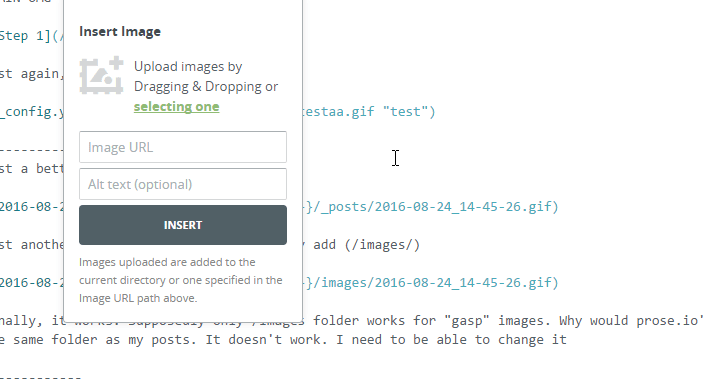 Insert Image
Step 1](/
Upload images by
st again,
Dragging & Dropping or
selecting one
_config.y
testaa.gif "test")
Image URL
st a bett
Alt text (optional)
2016-08-2
}/_posts/2016-08-24_14-45-26.gif)
INSERT
st anothe
add (/images/)
Images uploaded are added to the
current directory or one specified in the
Image URL path above.
2016-08-2
}/images/2016-08-24_14-45-26.gif)
nally, it works. Supposedly only /images folder works for "gasp" images. Why would prose.io'
e same folder as my posts. It doesn't work. I need to be able to change it
-----------